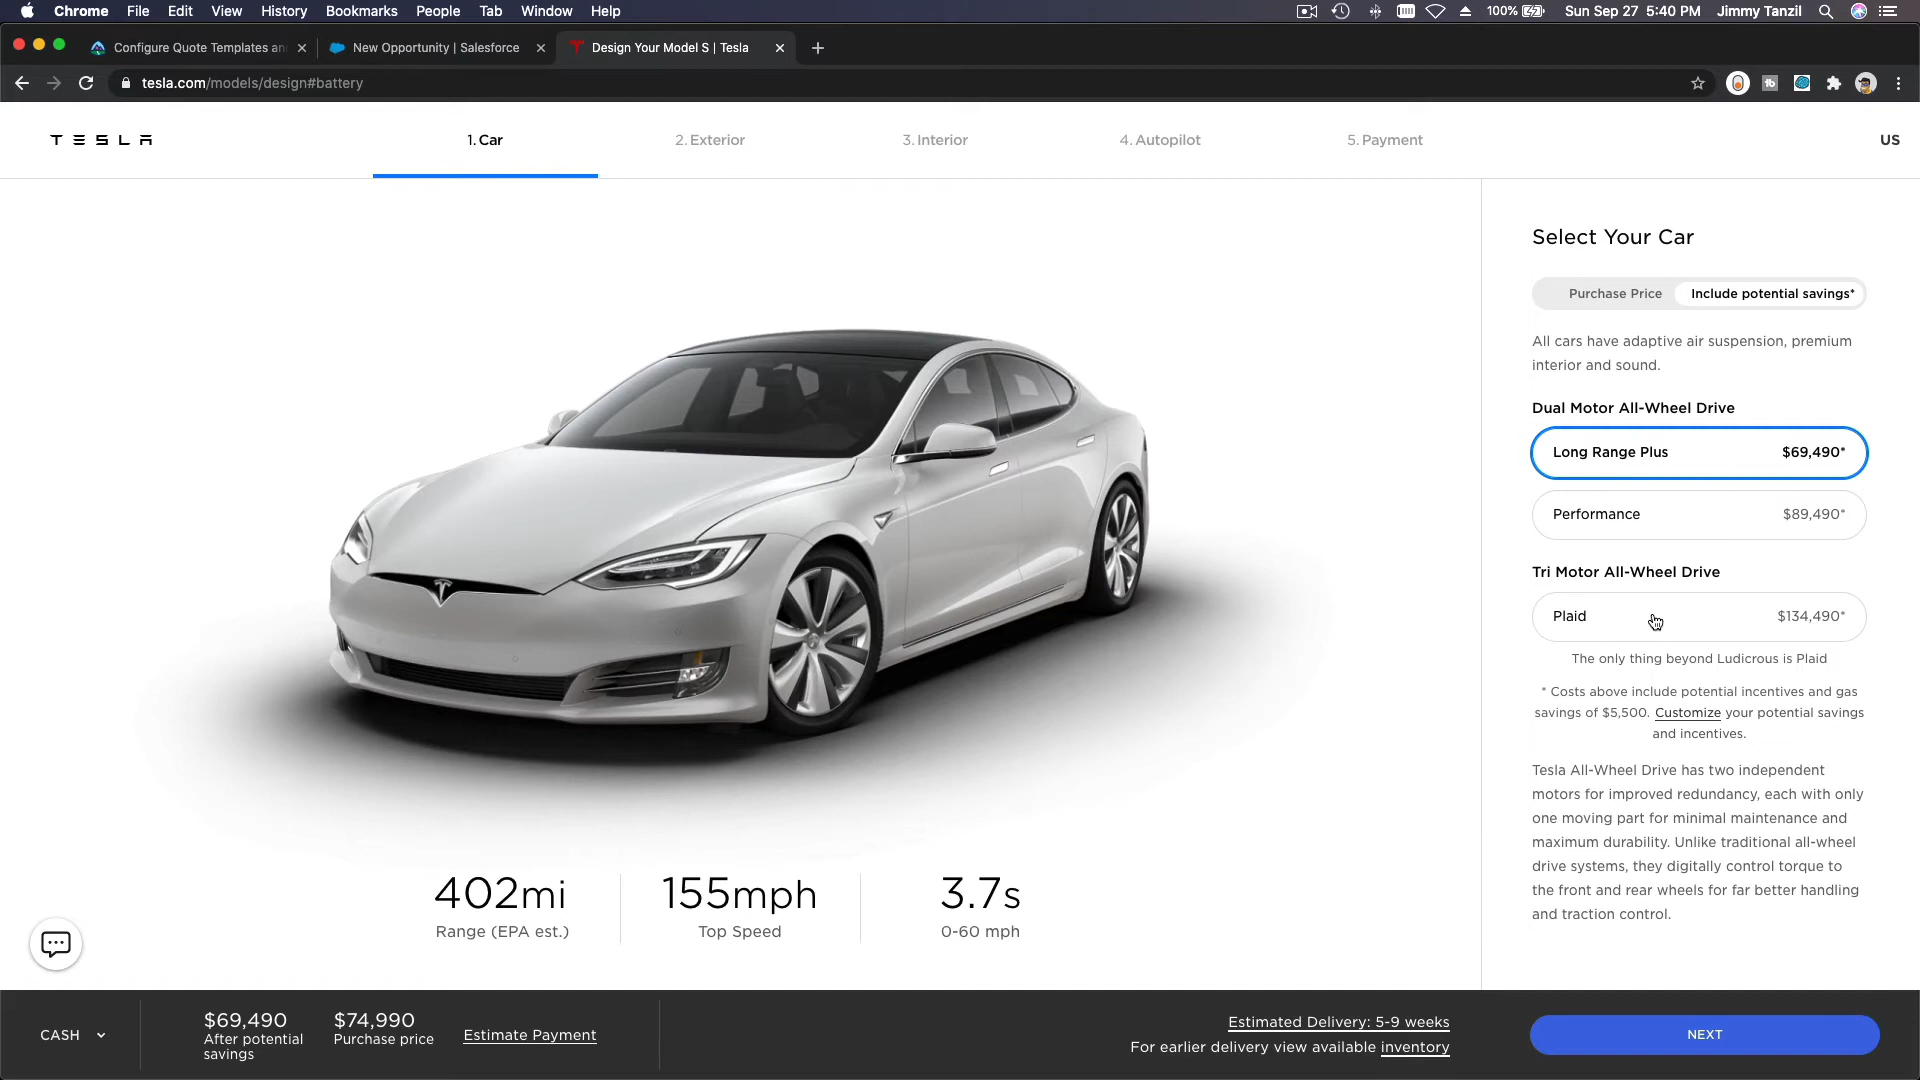 Chrome File Edit View History Bookmarks People Tab Window Help 100% Sun Sep 27 5:40 PM Jimmy Tanzil
Configure Quote Templates an New Opportunity | Salesforce Design Your Model S | Tesla
tesla.com/models/design#battery
TESLA 1. Car 2. Exterior 3. Interior 4. Autopilot 5. Payment US
Select Your Car
Purchase Price Include potential savings*
All cars have adaptive air suspension, premium
interior and sound.
Dual Motor All-Wheel Drive
Long Range Plus $69,490*
Performance $89,490*
Tri Motor All-Wheel Drive
Plaid $134,490*
The only thing beyond Ludicrous is Plaid
* Costs above include potential incentives and gas
savings of $5,500. Customize your potential savings
and incentives.
Tesla All-Wheel Drive has two independent
motors for improved redundancy, each with only
one moving part for minimal maintenance and
maximum durability. Unlike traditional all-wheel
drive systems, they digitally control torque to
the front and rear wheels for far better handling
and traction control.
402mi 155mph 3.7s
Range (EPA est.) Top Speed 0-60 mph
CASH
$69,490
After potential
savings
$74,990
Purchase price
Estimate Payment
Estimated Delivery: 5-9 weeks
For earlier delivery view available inventory
NEXT